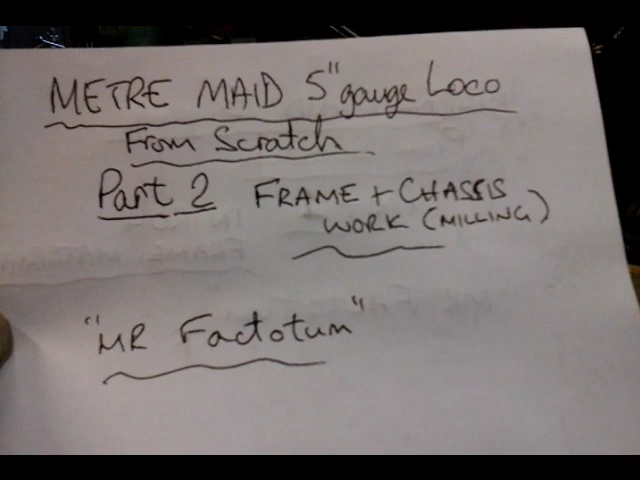 METRE MAID 5" gauge Loco
From Scratch
Part 2 FRAME + CHASSIS
WORK (MILLING)
"MR Factotum"